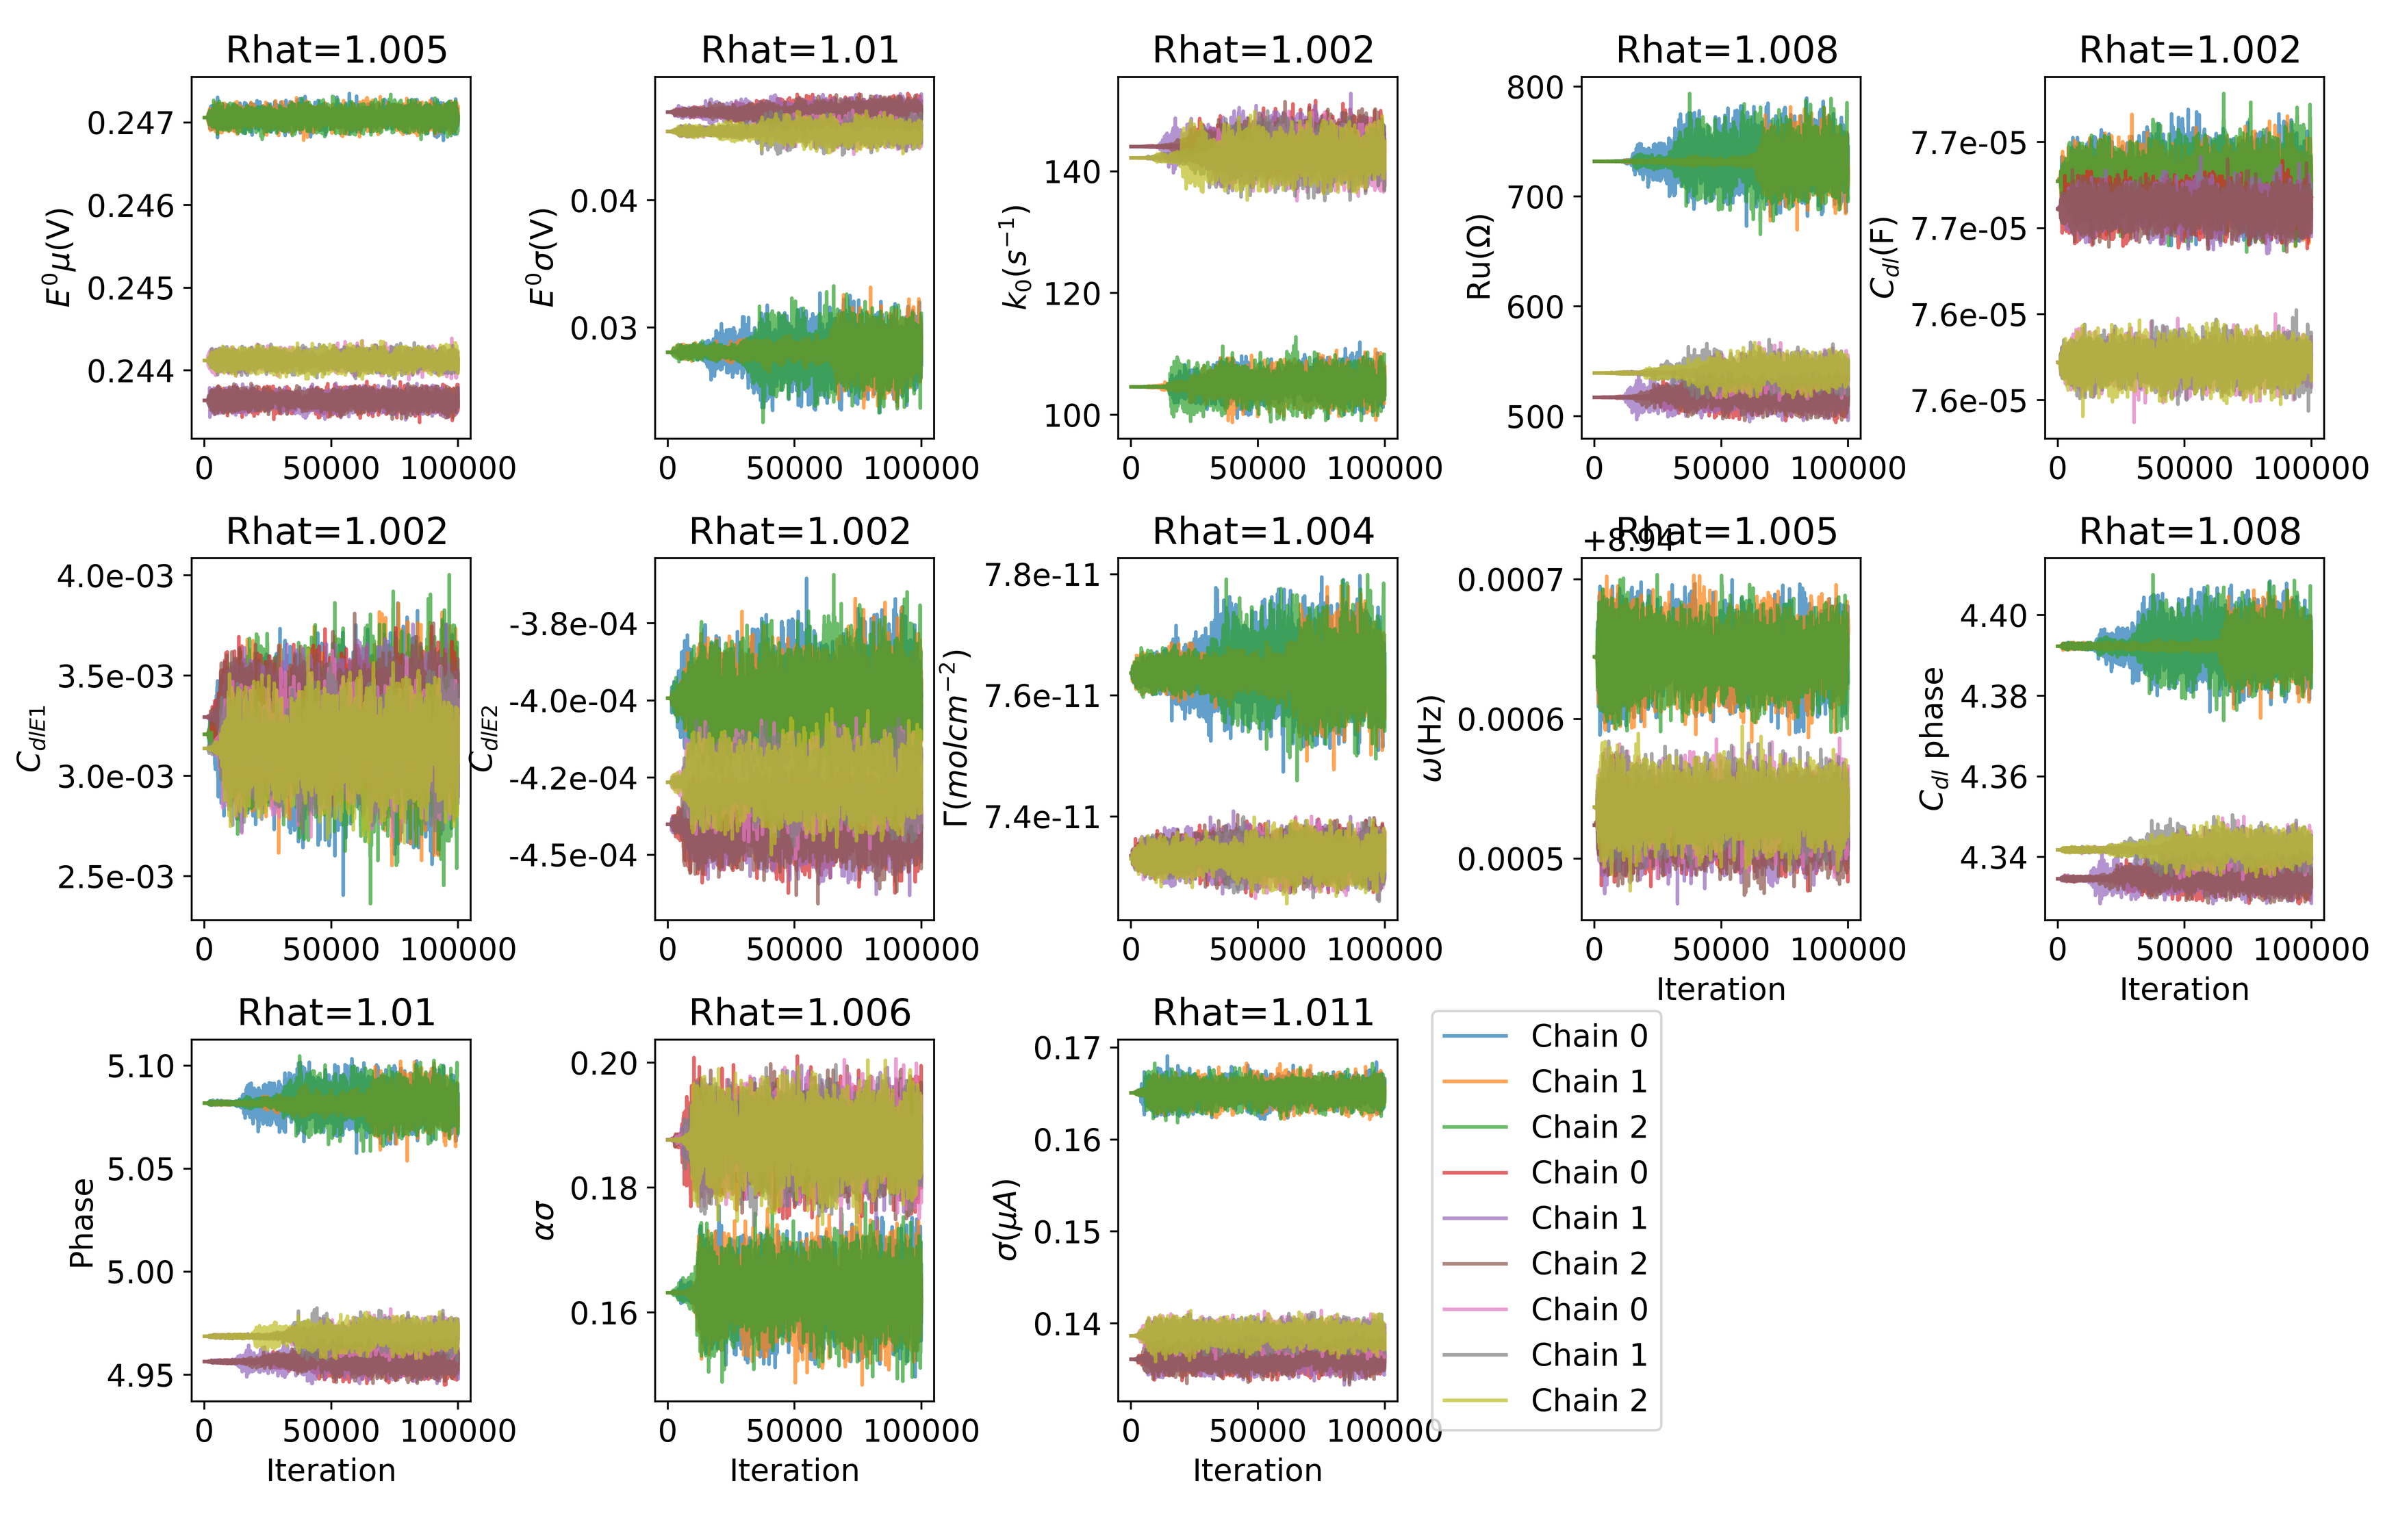 Rhat=1.005
0.247
0.246
0.245
0.244
E⁰μ(V)
0 50000 100000
Rhat=1.01
0.04
0.03
E⁰σ(V)
0 50000 100000
Rhat=1.002
140
120
100
k₀(s⁻¹)
0 50000 100000
Rhat=1.008
800
700
600
500
Ru(Ω)
0 50000 100000
Rhat=1.002
7.7e-05
7.7e-05
7.6e-05
7.6e-05
C_dl(F)
0 50000 100000
Rhat=1.002
4.0e-03
3.5e-03
3.0e-03
2.5e-03
C_dlE1
0 50000 100000
Rhat=1.002
-3.8e-04
-4.0e-04
-4.2e-04
-4.5e-04
C_dlE2
0 50000 100000
Rhat=1.004
7.8e-11
7.6e-11
7.4e-11
Γ(molcm⁻²)
0 50000 100000
Rhat=1.005
+8.94
0.0007
0.0006
0.0005
ω(Hz)
0 50000 100000
Iteration
Rhat=1.008
4.40
4.38
4.36
4.34
C_dl phase
0 50000 100000
Iteration
Rhat=1.01
5.10
5.05
5.00
4.95
Phase
0 50000 100000
Iteration
Rhat=1.006
0.20
0.18
0.16
ασ
0 50000 100000
Iteration
Rhat=1.011
0.17
0.16
0.15
0.14
σ(μA)
0 50000 100000
Iteration
Chain 0
Chain 1
Chain 2
Chain 0
Chain 1
Chain 2
Chain 0
Chain 1
Chain 2